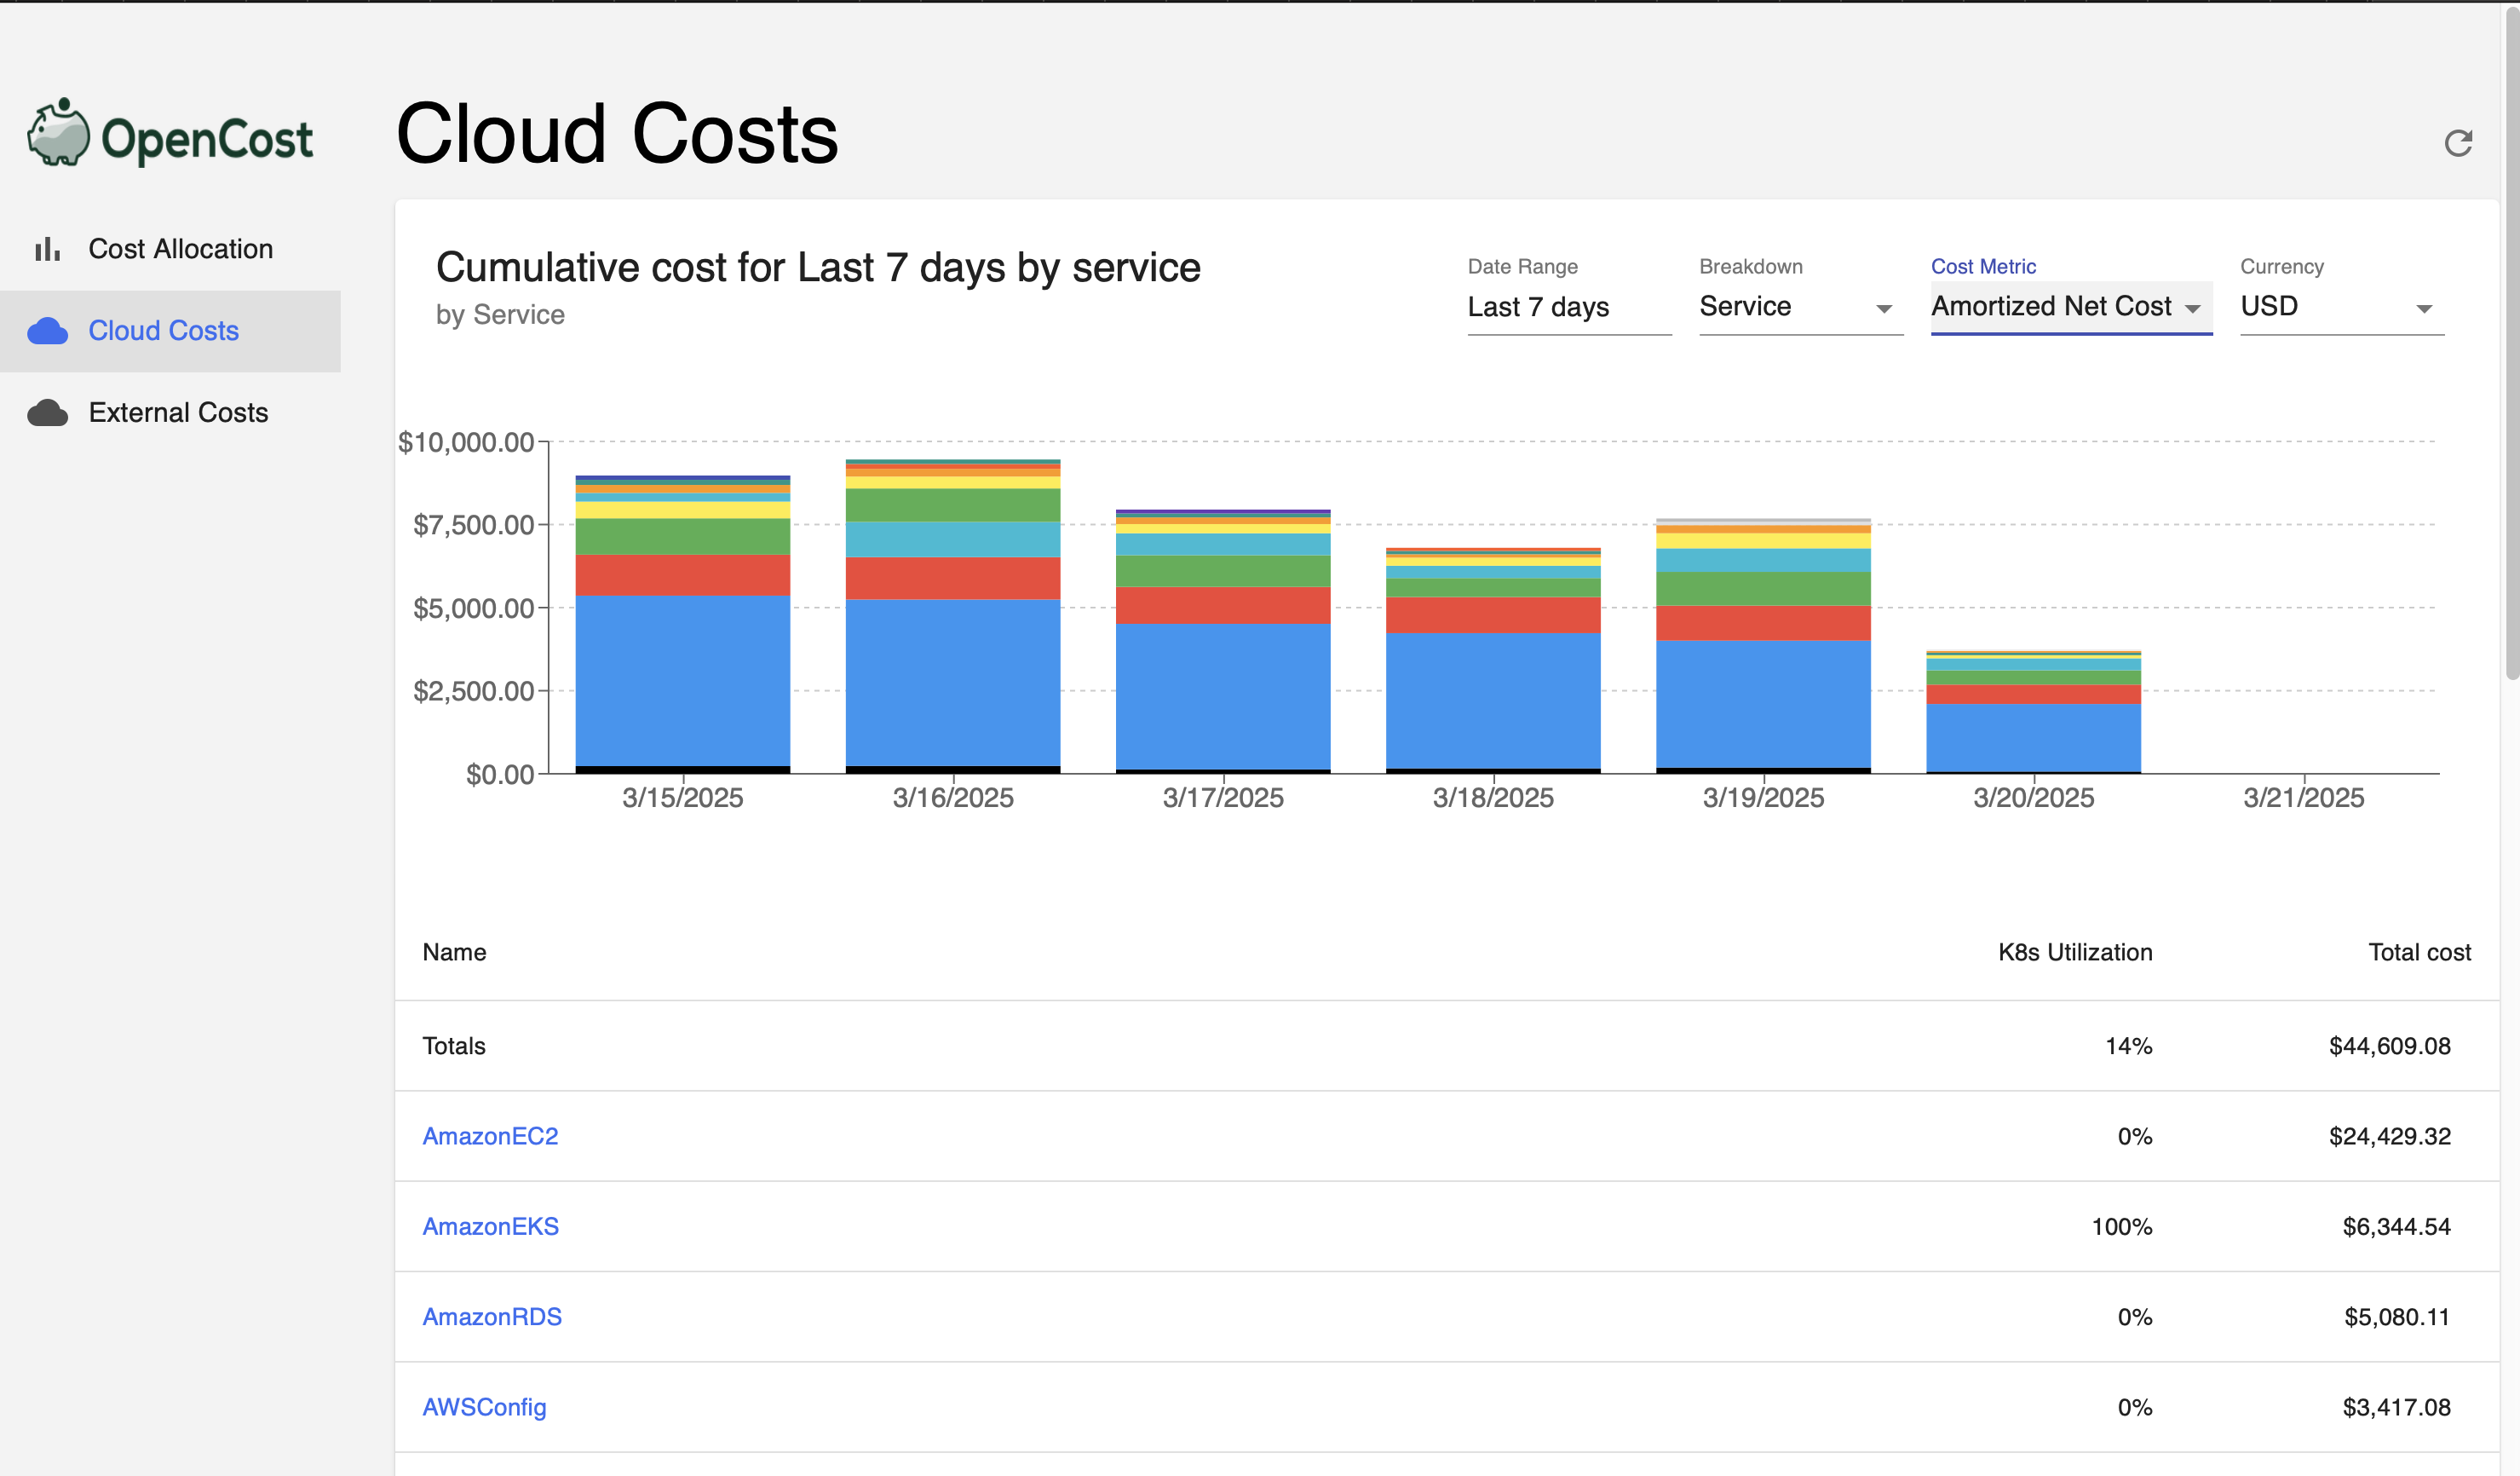 OpenCost
Cloud Costs
Cost Allocation
Cloud Costs
External Costs
Cumulative cost for Last 7 days by service
by Service
Date Range
Last 7 days
Breakdown
Service
Cost Metric
Amortized Net Cost
Currency
USD
$10,000.00
$7,500.00
$5,000.00
$2,500.00
$0.00
3/15/2025 3/16/2025 3/17/2025 3/18/2025 3/19/2025 3/20/2025 3/21/2025
Name K8s Utilization Total cost
Totals 14% $44,609.08
AmazonEC2 0% $24,429.32
AmazonEKS 100% $6,344.54
AmazonRDS 0% $5,080.11
AWSConfig 0% $3,417.08